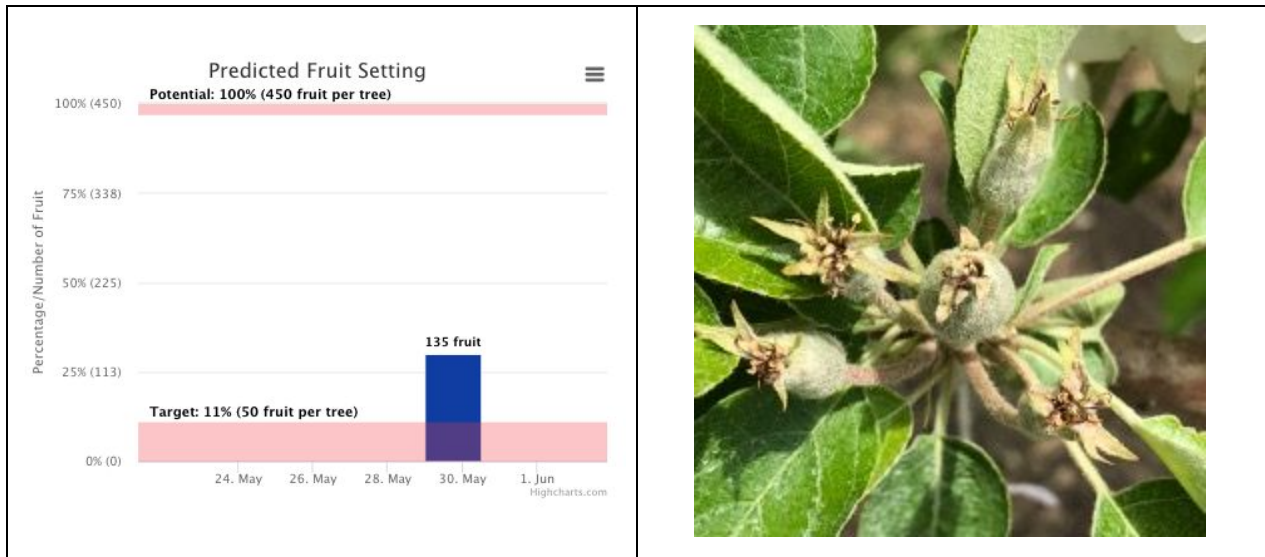 Predicted Fruit Setting
Potential: 100% (450 fruit per tree)
100% (450)
75% (338)
50% (225)
25% (113)
0% (0)
Percentage/Number of Fruit
135 fruit
Target: 11% (50 fruit per tree)
24. May
26. May
28. May
30. May
1. Jun
Highcharts.com